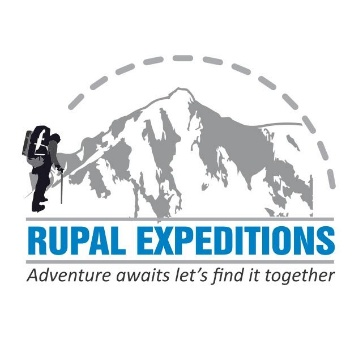 RUPAL EXPEDITIONS
Adventure awaits let's find it together